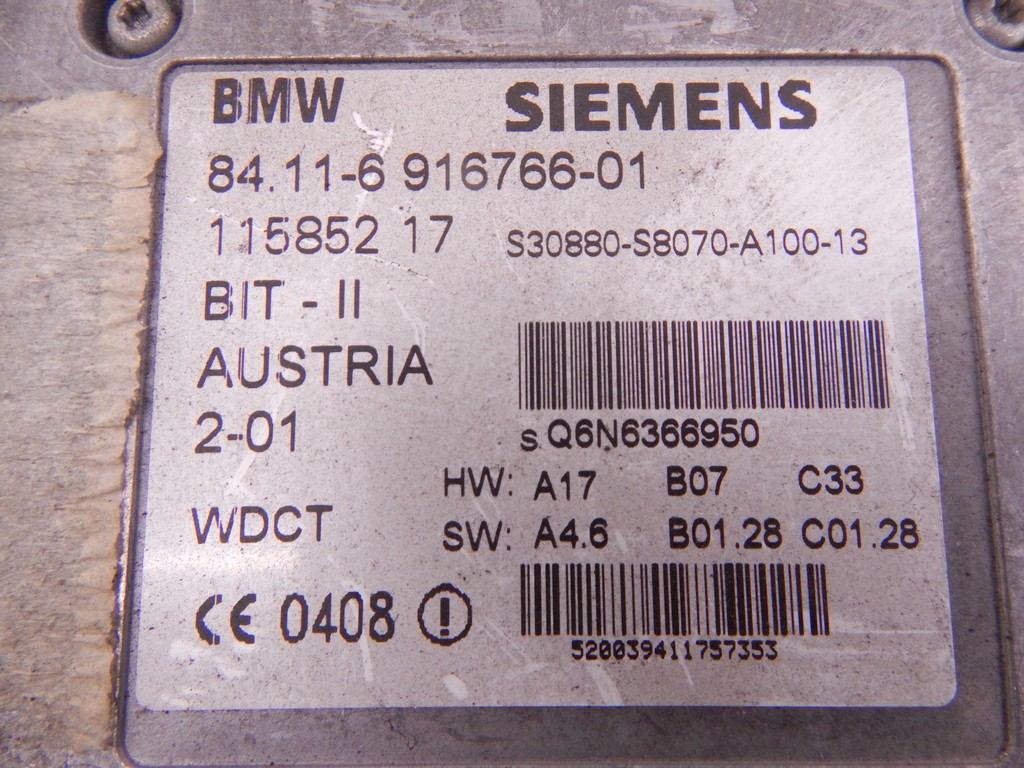 BMW SIEMENS
84.11-6 916766-01
115852 17 S30880-S8070-A100-13
BIT - II
AUSTRIA
2-01
s Q6N6366950
HW: A17 B07 C33
WDCT
SW: A4.6 B01.28 C01.28
CE 0408
520039411757353